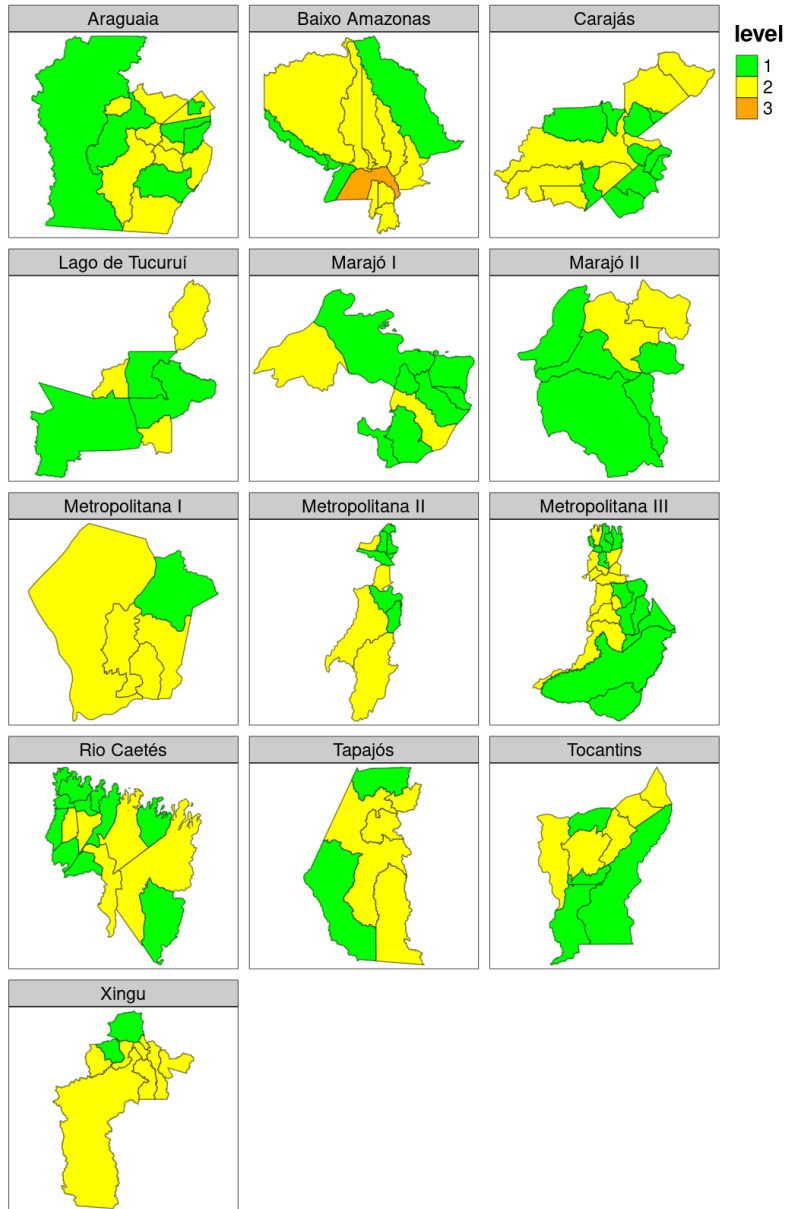 Araguaia
Baixo Amazonas
Carajás
level
1
2
3
Lago de Tucuruí
Marajó I
Marajó II
Metropolitana I
Metropolitana II
Metropolitana III
Rio Caetés
Tapajós
Tocantins
Xingu